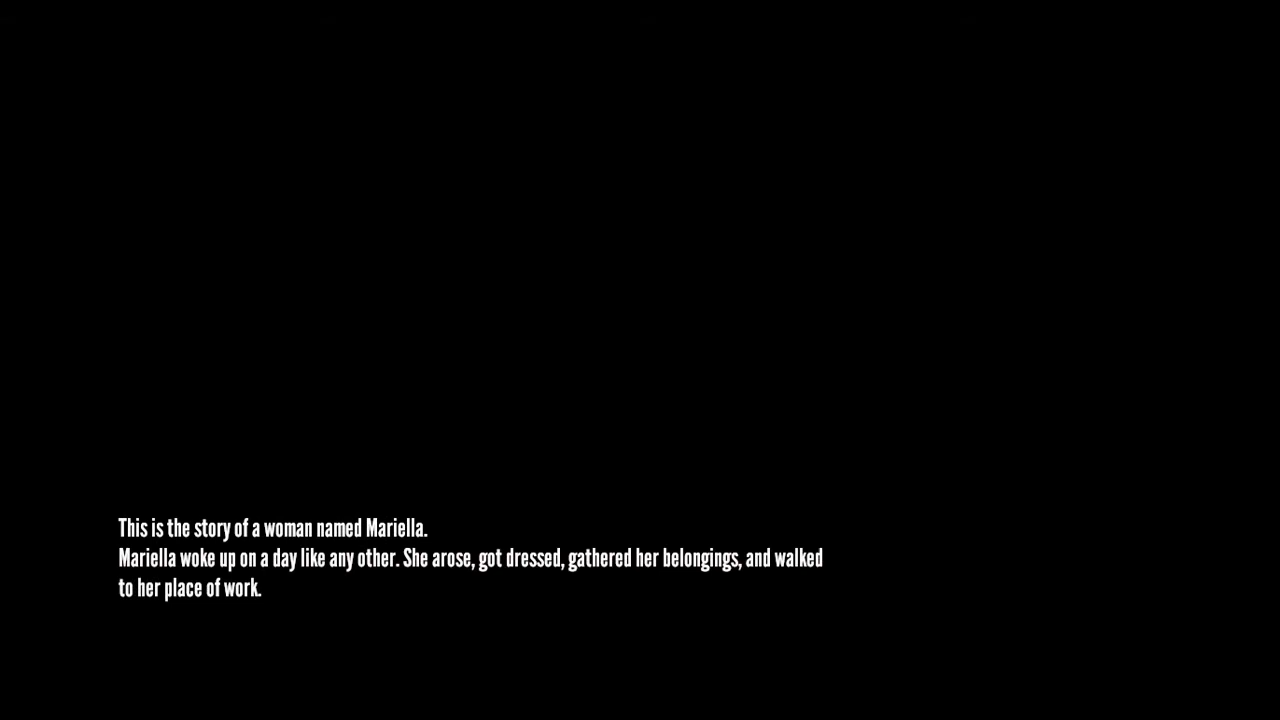 This is the story of a woman named Mariella.
Mariella woke up on a day like any other. She arose, got dressed, gathered her belongings, and walked
to her place of work.